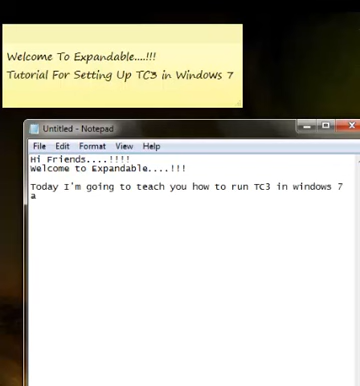 Welcome To Expandable....!!!
Tutorial For Setting Up TC3 in Windows 7
Untitled - Notepad
File Edit Format View Help
Hi Friends....!!!!
Welcome to Expandable....!!!
Today I'm going to teach you how to run TC3 in windows 7
a